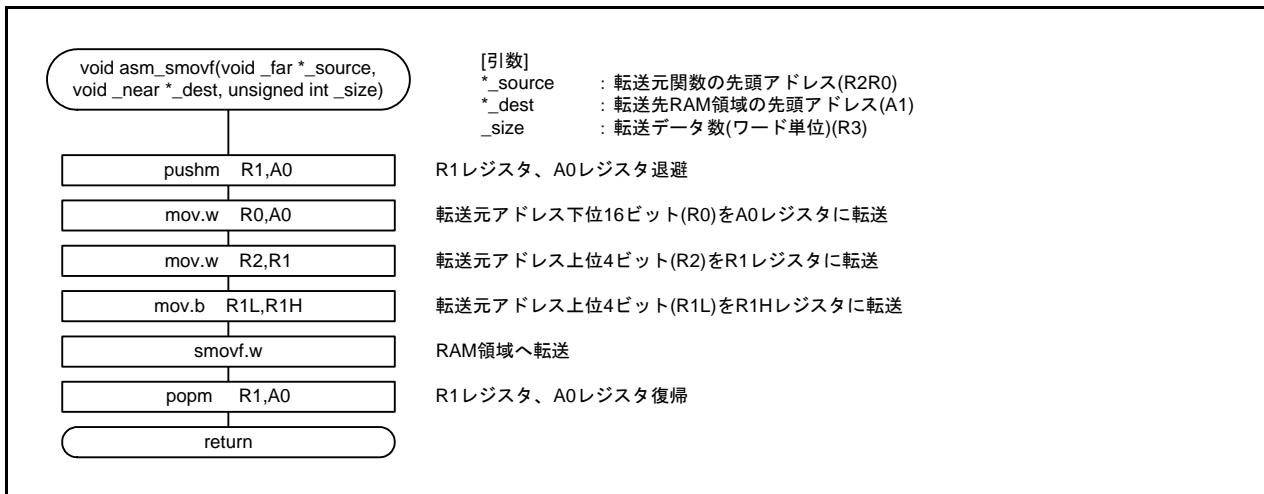 void asm_smovf(void _far *_source,
void _near *_dest, unsigned int _size)
[引数]
*_source : 転送元関数の先頭アドレス(R2R0)
*_dest : 転送先RAM領域の先頭アドレス(A1)
_size : 転送データ数(ワード単位)(R3)
pushm R1,A0 R1レジスタ、A0レジスタ退避
mov.w R0,A0 転送元アドレス下位16ビット(R0)をA0レジスタに転送
mov.w R2,R1 転送元アドレス上位4ビット(R2)をR1レジスタに転送
mov.b R1L,R1H 転送元アドレス上位4ビット(R1L)をR1Hレジスタに転送
smovf.w RAM領域へ転送
popm R1,A0 R1レジスタ、A0レジスタ復帰
return